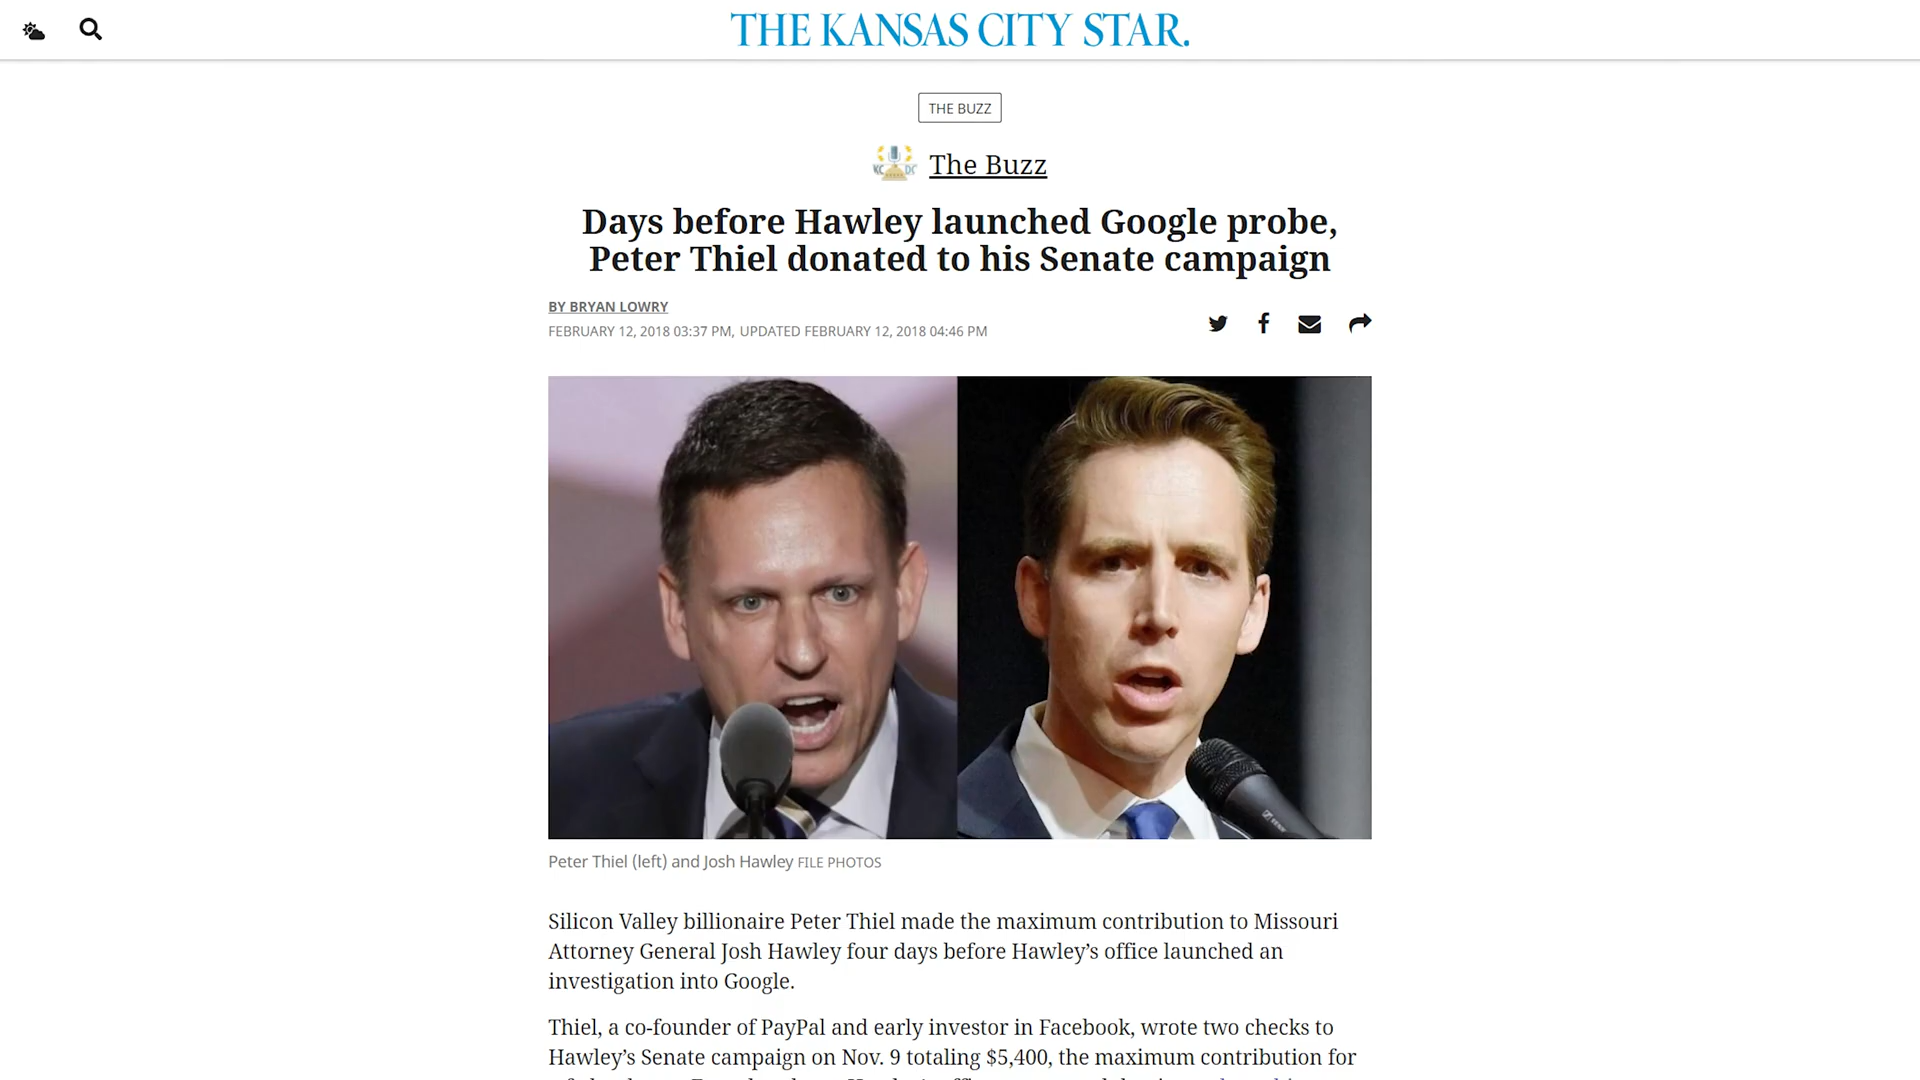 THE KANSAS CITY STAR.
THE BUZZ
KC DC
The Buzz
Days before Hawley launched Google probe,
Peter Thiel donated to his Senate campaign
BY BRYAN LOWRY
FEBRUARY 12, 2018 03:37 PM, UPDATED FEBRUARY 12, 2018 04:46 PM
Peter Thiel (left) and Josh Hawley FILE PHOTOS
Silicon Valley billionaire Peter Thiel made the maximum contribution to Missouri
Attorney General Josh Hawley four days before Hawley’s office launched an
investigation into Google.
Thiel, a co-founder of PayPal and early investor in Facebook, wrote two checks to
Hawley’s Senate campaign on Nov. 9 totaling $5,400, the maximum contribution for